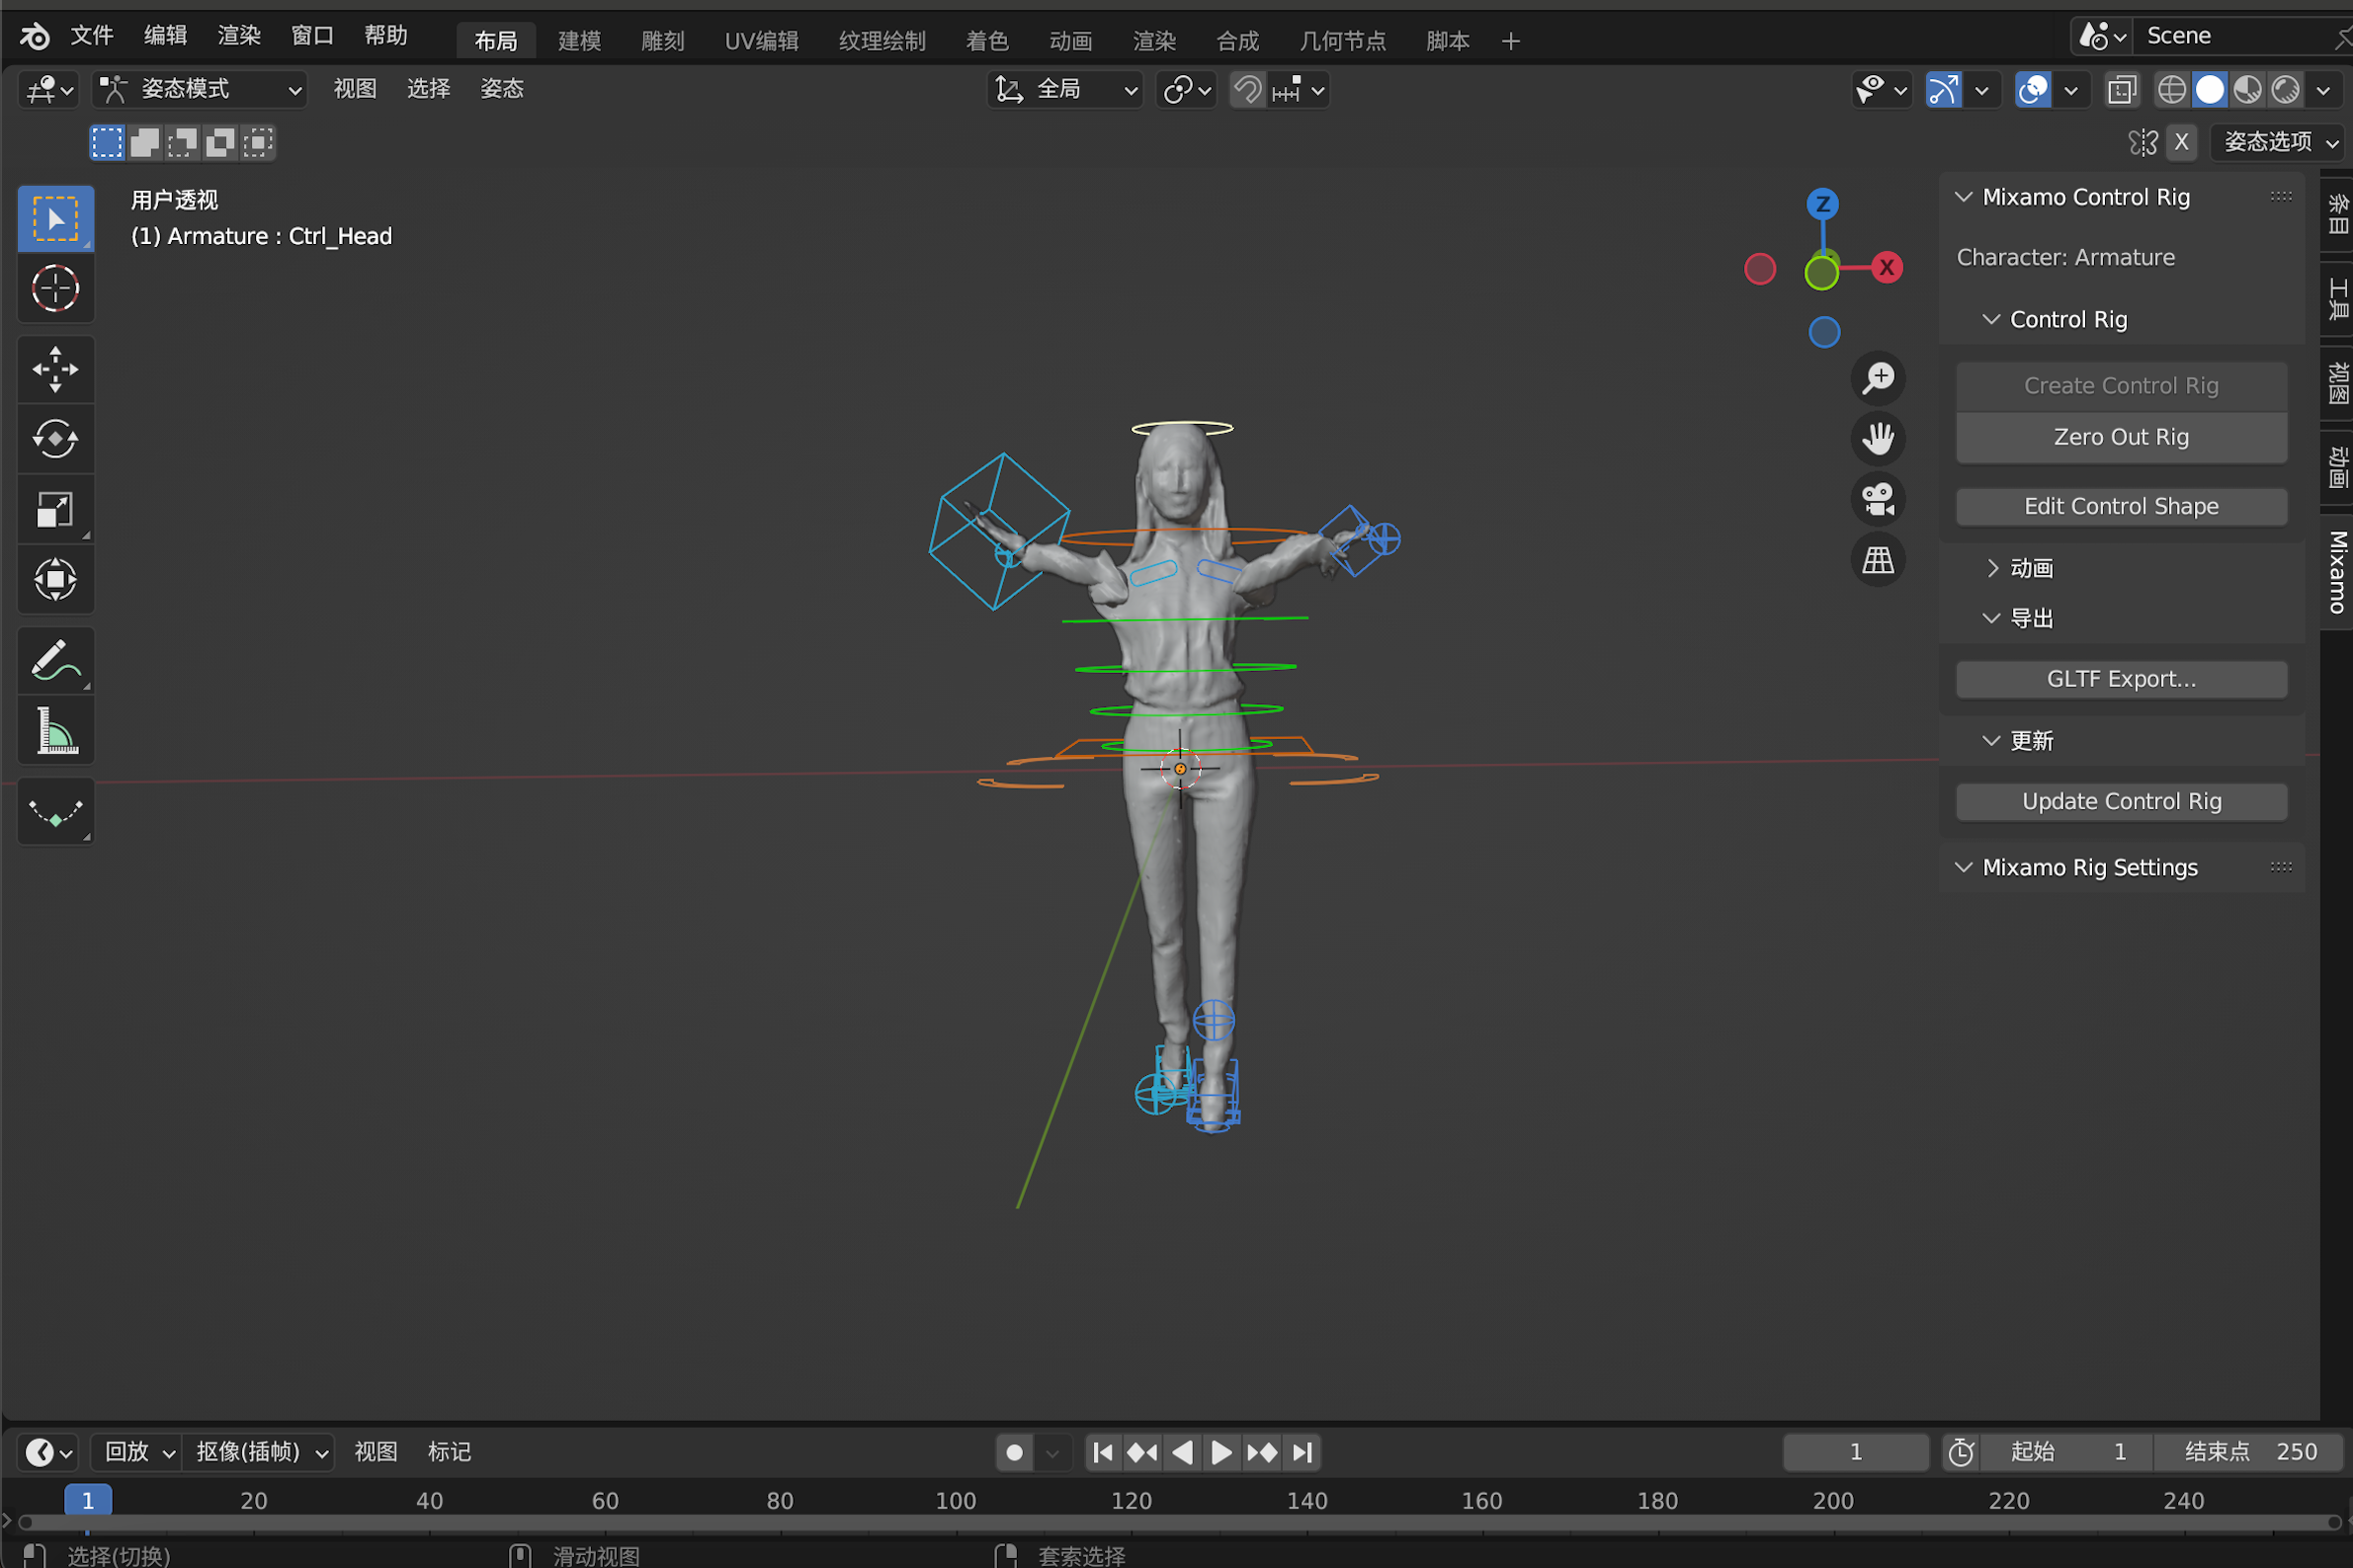 文件 编辑 渲染 窗口 帮助 布局 建模 雕刻 UV编辑 纹理绘制 着色 动画 渲染 合成 几何节点 脚本 + Scene
姿态模式 视图 选择 姿态 全局
X 姿态选项
用户透视
(1) Armature : Ctrl_Head
Z
X
Mixamo Control Rig
Character: Armature
Control Rig
Create Control Rig
Zero Out Rig
Edit Control Shape
动画
导出
GLTF Export...
更新
Update Control Rig
Mixamo Rig Settings
条目
工具
视图
动画
Mixamo
回放 抠像(插帧) 视图 标记 1 起始 1 结束点 250
1 20 40 60 80 100 120 140 160 180 200 220 240
选择(切换) 滑动视图 套索选择